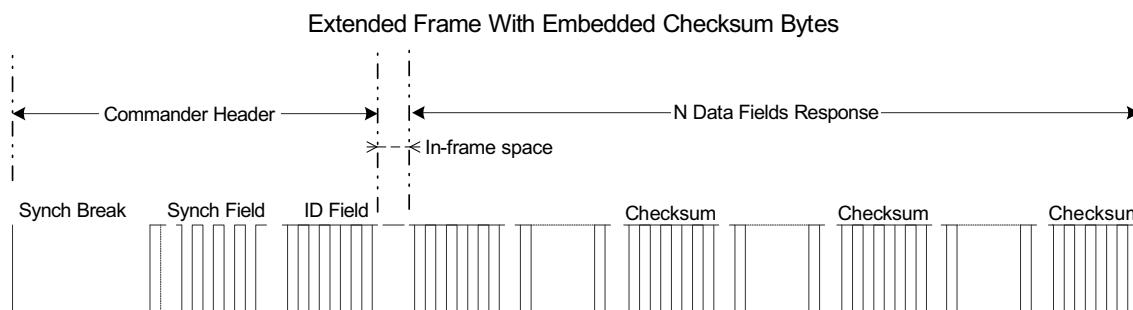 Extended Frame With Embedded Checksum Bytes
Commander Header
N Data Fields Response
In-frame space
Synch Break
Synch Field
ID Field
Checksum
Checksum
Checksum